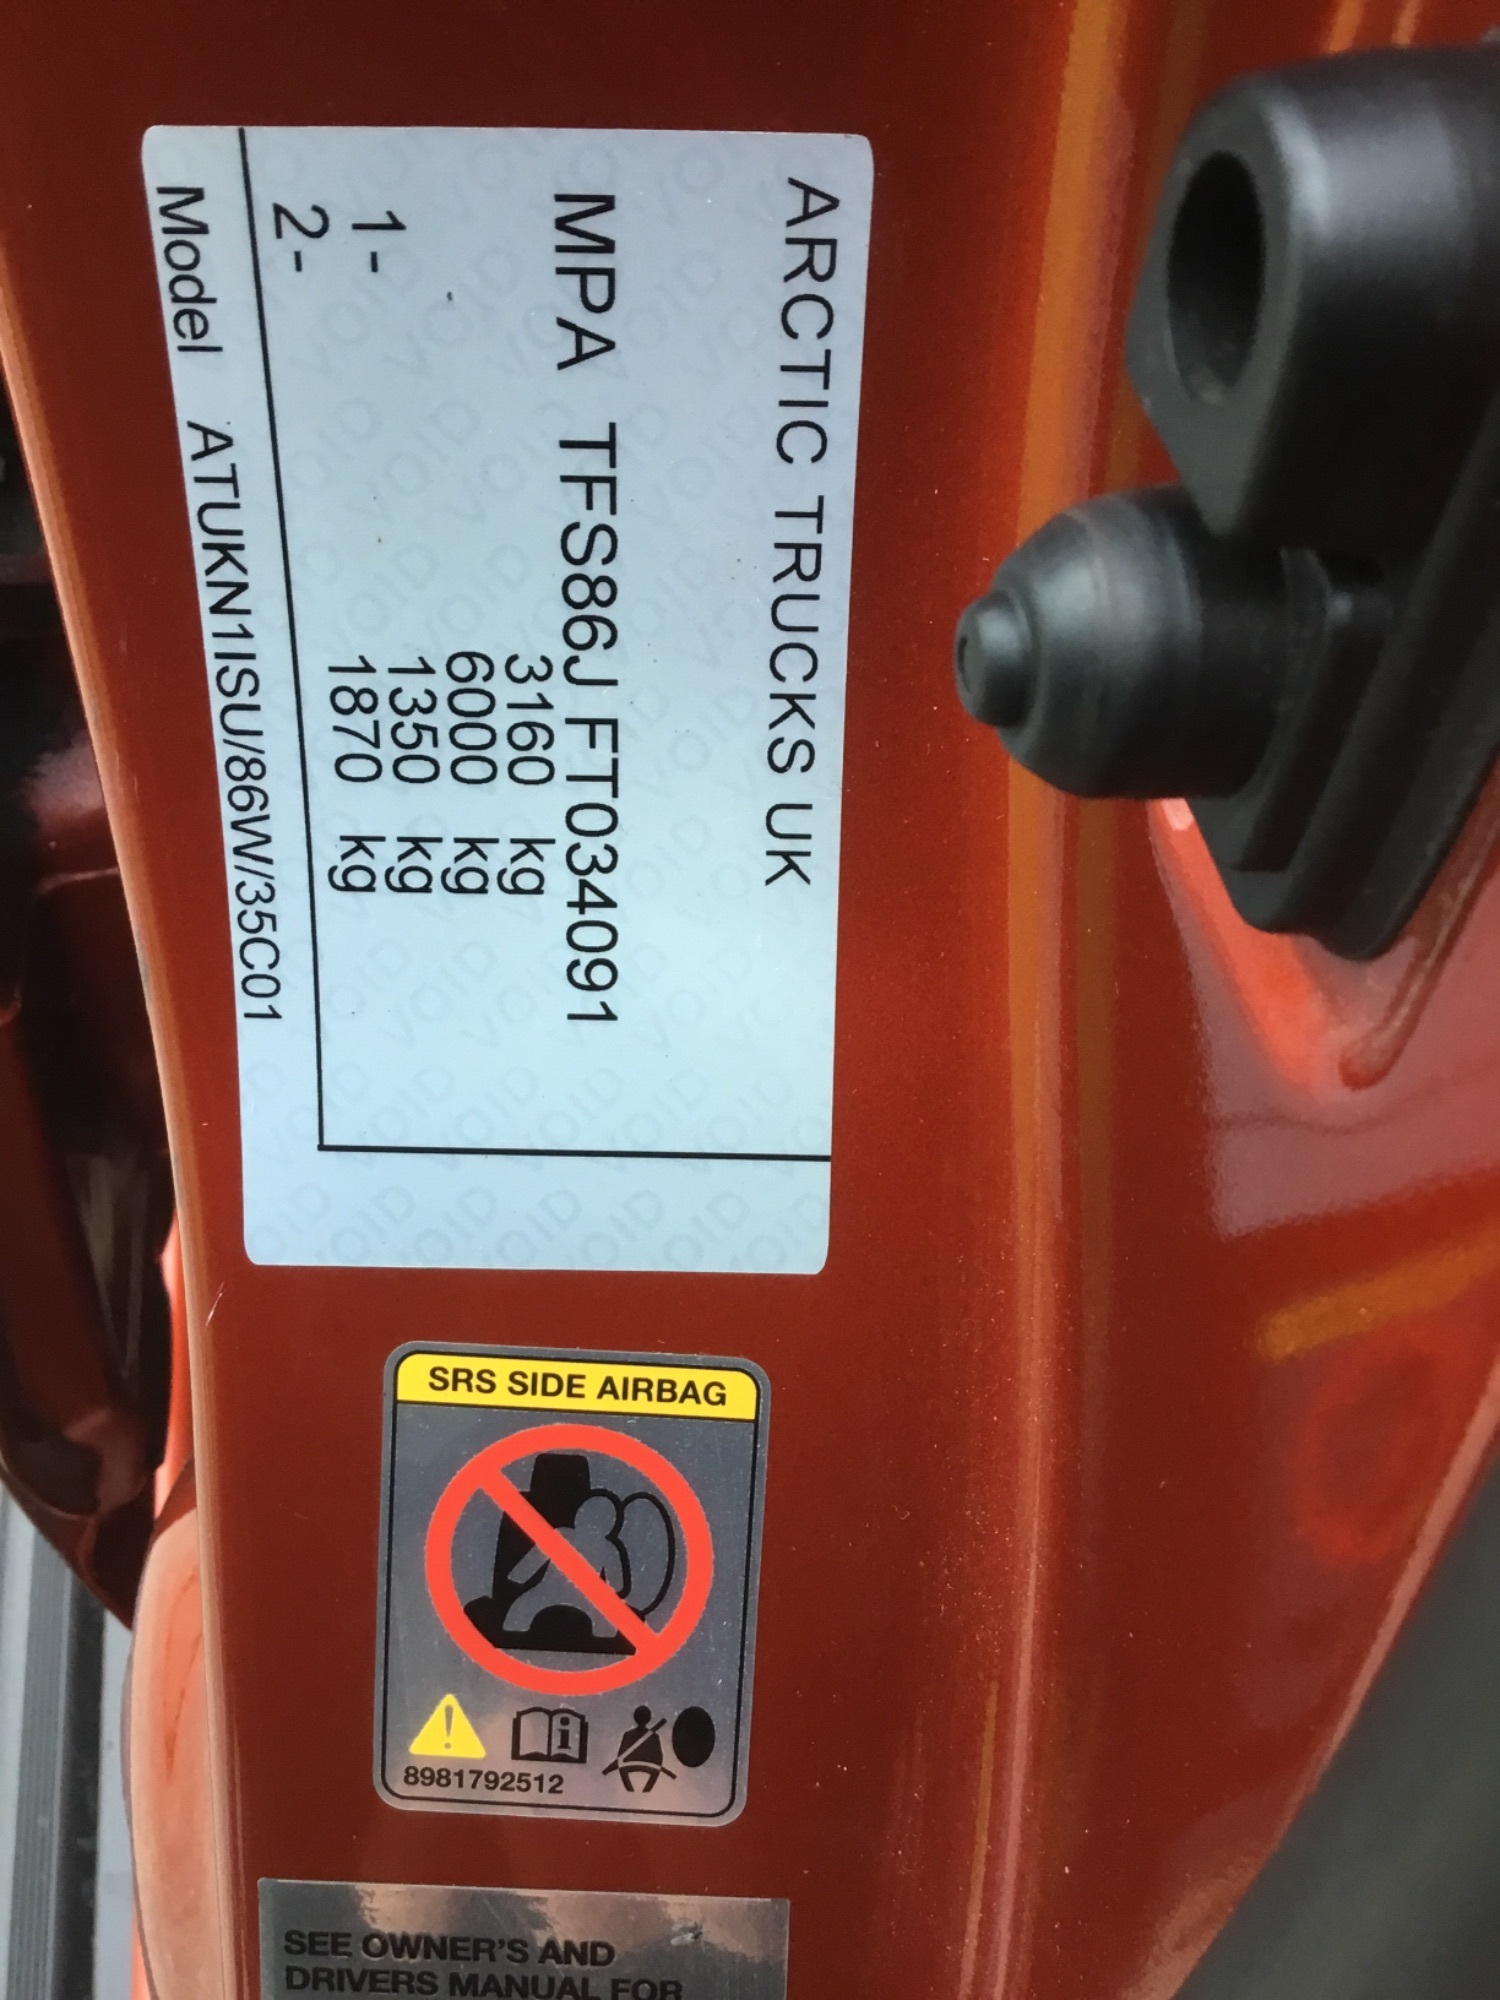 ARCTIC TRUCKS UK
MPA TFS86J FT034091
3160 kg
6000 kg
1- 1350 kg
2- 1870 kg
Model ATUKN1ISU/86W/35C01
SRS SIDE AIRBAG
8981792512
SEE OWNER'S AND
DRIVERS MANUAL FOR